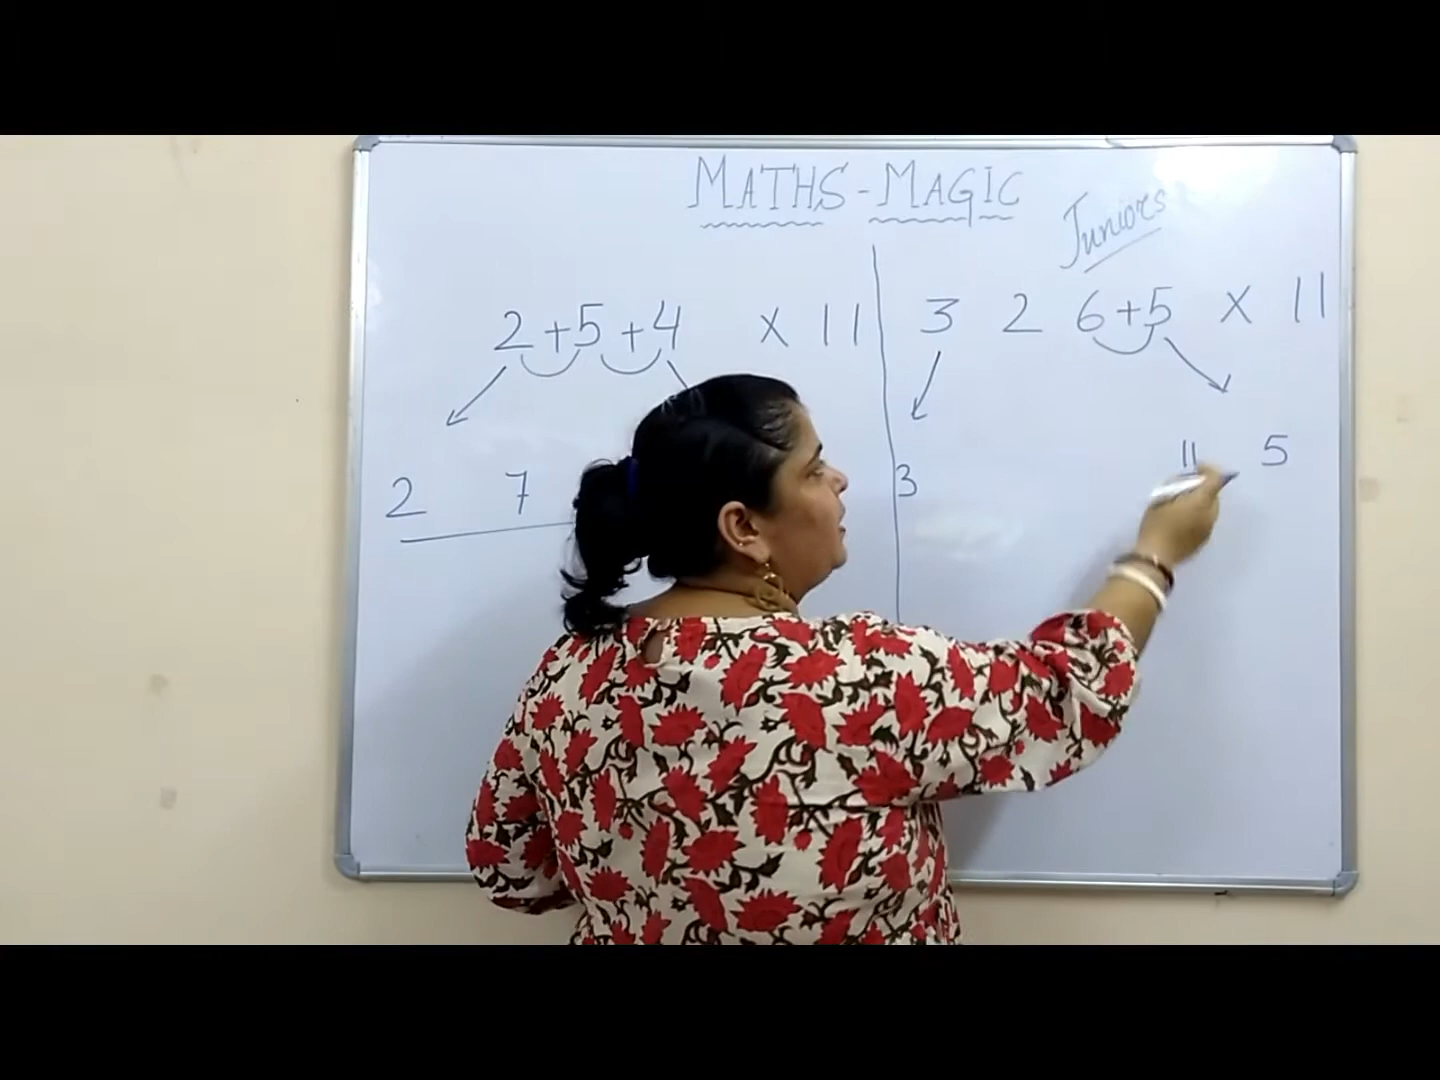 MATHS - MAGIC
Juniors
2 + 5 + 4 X 11
2 7
3 2 6 + 5 X 11
3 11 5